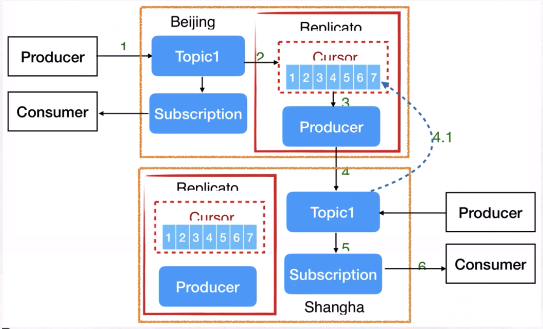 Beijing
Replicato
Producer
1
Topic1
2
Cursor
1 2 3 4 5 6 7
Consumer
Subscription
3
Producer
4.1
4
Replicato
Cursor
1 2 3 4 5 6 7
Topic1
Producer
5
Producer
Subscription
6
Consumer
Shangha